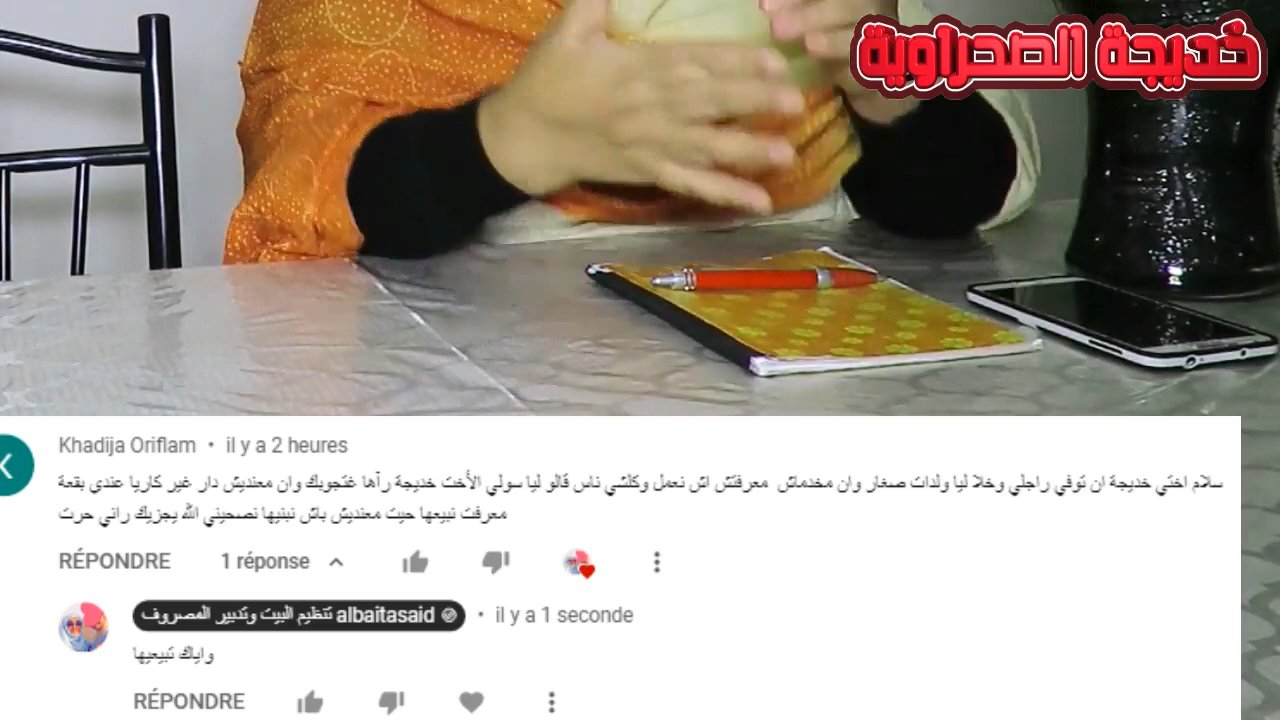 خديجة الصحراوية
Khadija Oriflam • il y a 2 heures
سلام اختي خديجة ان توفي راجلي وخلا ليا ولدات صغار وان مخدماش معرفتش اش نعمل وكلشي ناس قالو ليا سولي الأخت خديجة رآها غتجوبك وان معنديش دار غير كاريا عندي بقعة
معرفت نبيعها حيت معنديش باش نبنيها نصحيني الله يجزيك راني حرت
RÉPONDRE 1 réponse
albaitasaid تنظيم البيت وتدبير المصروف • il y a 1 seconde
واياك تبيعيها
RÉPONDRE